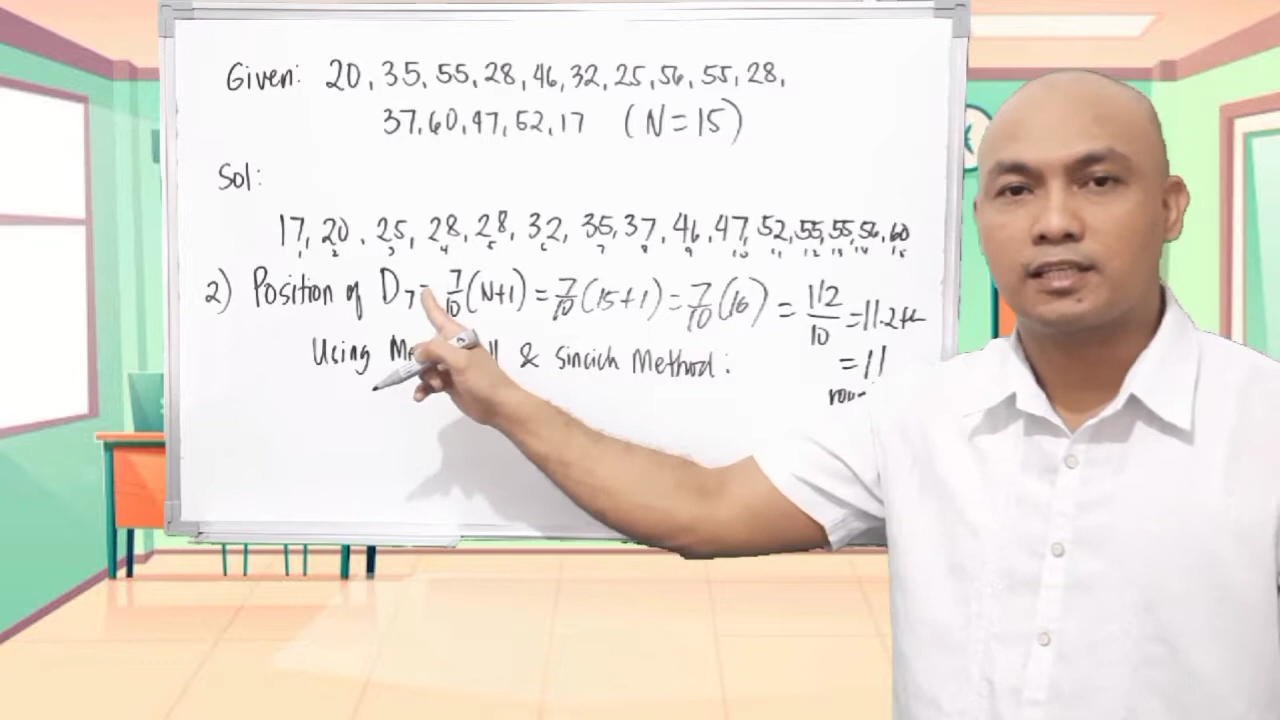 Given: 20, 35, 55, 28, 46, 32, 25, 56, 55, 28,
37, 60, 47, 52, 17 (N=15)
Sol:
17, 20, 25, 28, 28, 32, 35, 37, 46, 47, 52, 55, 55, 56, 60
1 2 3 4 5 6 7 8 9 10 11 12 13 14 15
2) Position of D7 = 7/10 (N+1) = 7/10 (15+1) = 7/10 (16) = 112/10 = 11.2th
Using & Sincich Method: = 11